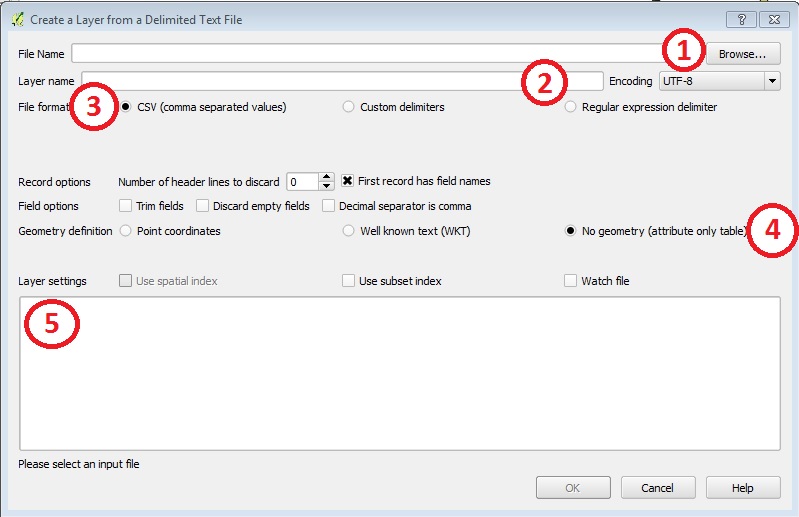 Create a Layer from a Delimited Text File
File Name 1 Browse...
Layer name 2 Encoding UTF-8
File format 3 CSV (comma separated values) Custom delimiters Regular expression delimiter
Record options Number of header lines to discard 0 First record has field names
Field options Trim fields Discard empty fields Decimal separator is comma
Geometry definition Point coordinates Well known text (WKT) No geometry (attribute only table) 4
Layer settings Use spatial index Use subset index Watch file
5
Please select an input file
OK Cancel Help